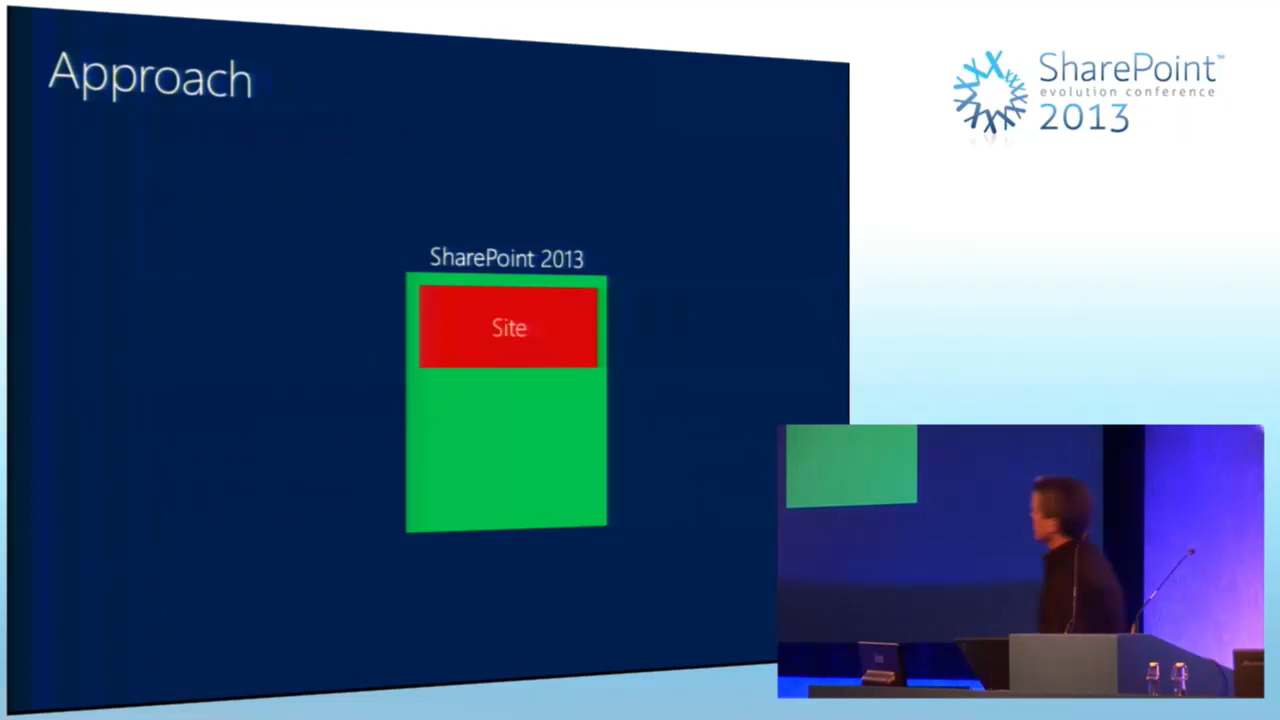 Approach
SharePoint™
evolution conference
2013
SharePoint 2013
Site